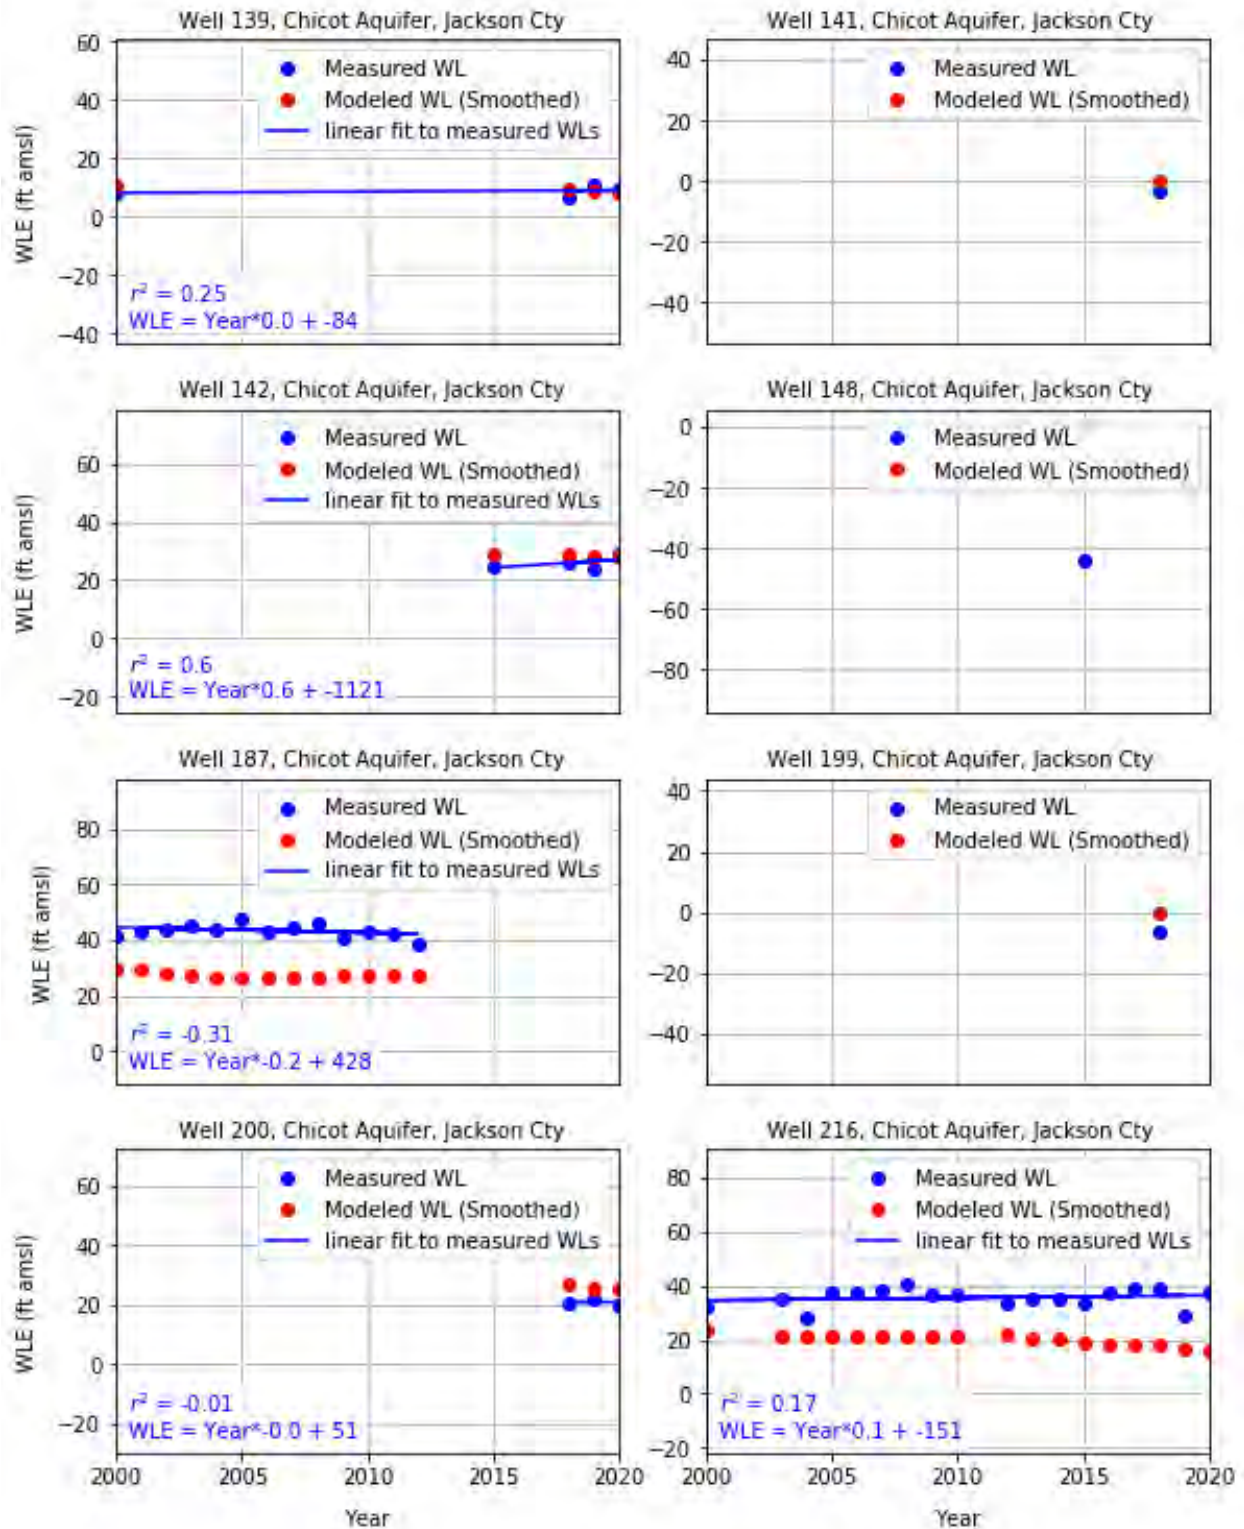 Well 139, Chicot Aquifer, Jackson Cty
60
40
20
0
−20
−40
WLE (ft amsl)
Measured WL
Modeled WL (Smoothed)
linear fit to measured WLs
r² = 0.25
WLE = Year*0.0 + -84
Well 141, Chicot Aquifer, Jackson Cty
40
20
0
−20
−40
Measured WL
Modeled WL (Smoothed)
Well 142, Chicot Aquifer, Jackson Cty
60
40
20
0
−20
WLE (ft amsl)
Measured WL
Modeled WL (Smoothed)
linear fit to measured WLs
r² = 0.6
WLE = Year*0.6 + -1121
Well 148, Chicot Aquifer, Jackson Cty
0
−20
−40
−60
−80
Measured WL
Modeled WL (Smoothed)
Well 187, Chicot Aquifer, Jackson Cty
80
60
40
20
0
WLE (ft amsl)
Measured WL
Modeled WL (Smoothed)
linear fit to measured WLs
r² = -0.31
WLE = Year*-0.2 + 428
Well 199, Chicot Aquifer, Jackson Cty
40
20
0
−20
−40
Measured WL
Modeled WL (Smoothed)
Well 200, Chicot Aquifer, Jackson Cty
60
40
20
0
−20
WLE (ft amsl)
Measured WL
Modeled WL (Smoothed)
linear fit to measured WLs
r² = -0.01
WLE = Year*-0.0 + 51
2000 2005 2010 2015 2020
Year
Well 216, Chicot Aquifer, Jackson Cty
80
60
40
20
0
−20
Measured WL
Modeled WL (Smoothed)
linear fit to measured WLs
r² = 0.17
WLE = Year*0.1 + -151
2000 2005 2010 2015 2020
Year